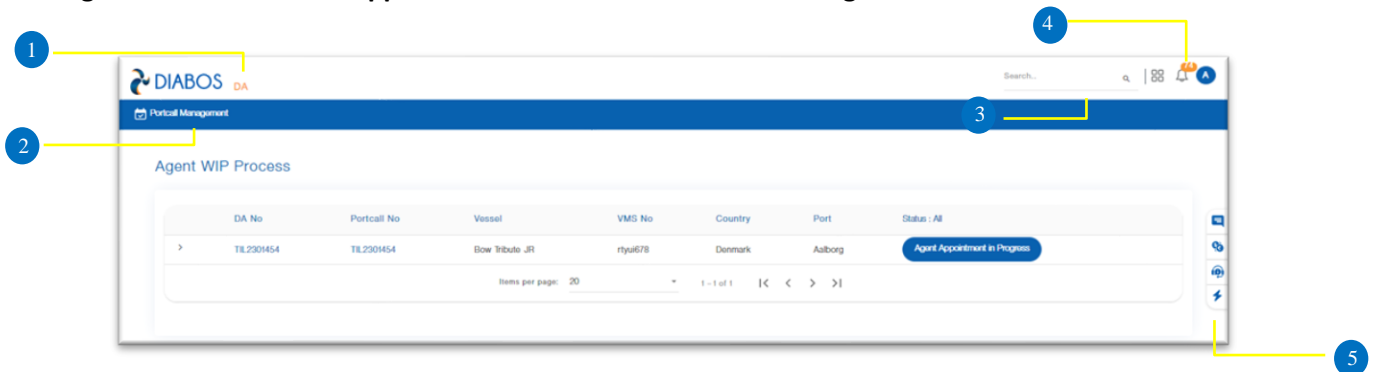 4
1
DIABOS DA
Search...
A
Portcall Management
3
2
Agent WIP Process
DA No Portcall No Vessel VMS No Country Port Status : All
TIL2301454 TIL2301454 Bow Tribute JR rtyui678 Denmark Aalborg Agent Appointment in Progress
Items per page: 20 1 – 1 of 1
5